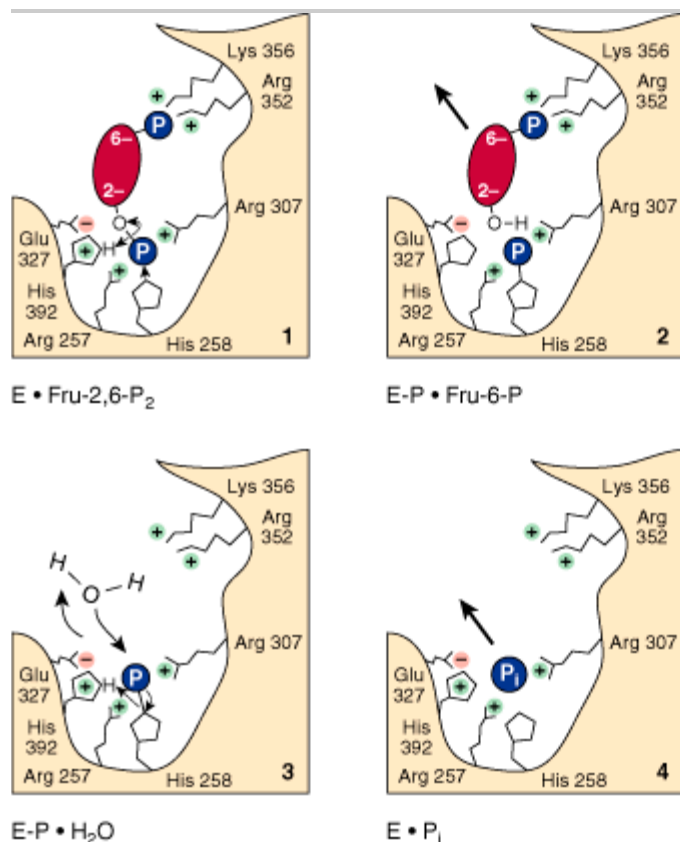 Lys 356
Arg
352
+
P
+
6–
2–
O
Arg 307
–
Glu
327
+
H
P
+
+
His
392
Arg 257
His 258
1
E • Fru-2,6-P2
Lys 356
Arg
352
+
P
+
6–
2–
O–H
Arg 307
–
Glu
327
P
+
+
His
392
Arg 257
His 258
2
E-P • Fru-6-P
Lys 356
Arg
352
+
+
H
H
O
Arg 307
–
Glu
327
+
H
P
+
+
His
392
Arg 257
His 258
3
E-P • H2O
Lys 356
Arg
352
+
+
Arg 307
–
Glu
327
+
Pi
+
+
His
392
Arg 257
His 258
4
E • Pi